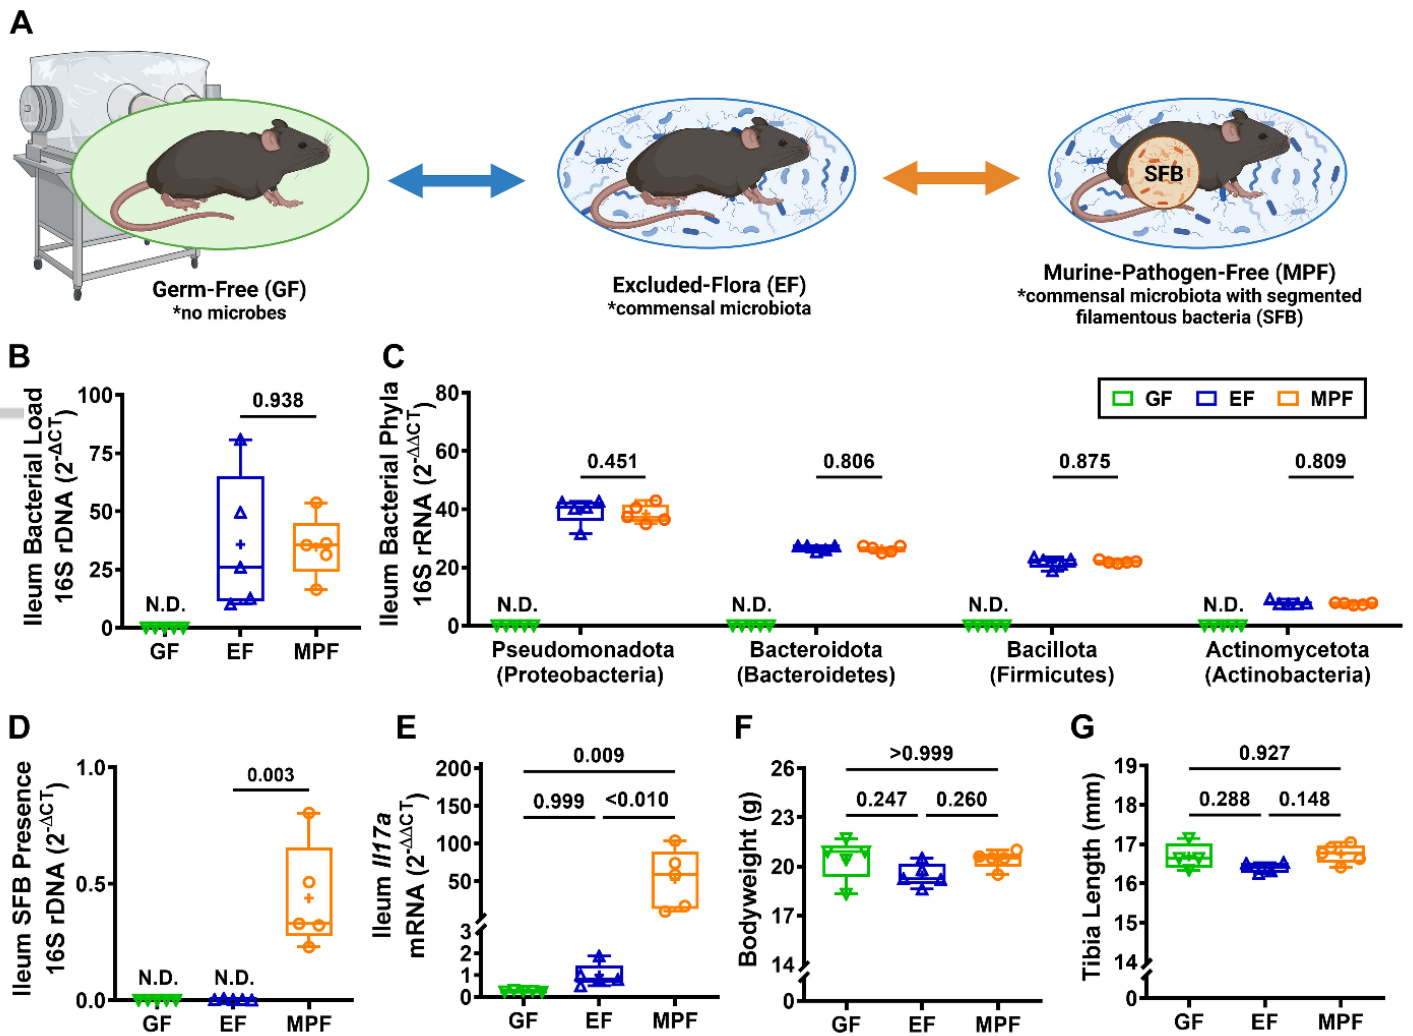 A
SFB
Germ-Free (GF)
*no microbes
Excluded-Flora (EF)
*commensal microbiota
Murine-Pathogen-Free (MPF)
*commensal microbiota with segmented
filamentous bacteria (SFB)
B
Ileum Bacterial Load
16S rDNA (2^-ΔCT)
100
75
50
25
0
0.938
N.D.
GF
EF
MPF
C
Ileum Bacterial Phyla
16S rRNA (2^-ΔΔCT)
80
60
40
20
0
GF
EF
MPF
0.451
0.806
0.875
0.809
N.D.
N.D.
N.D.
N.D.
Pseudomonadota
(Proteobacteria)
Bacteroidota
(Bacteroidetes)
Bacillota
(Firmicutes)
Actinomycetota
(Actinobacteria)
D
Ileum SFB Presence
16S rDNA (2^-ΔCT)
1.0
0.5
0.0
0.003
N.D.
N.D.
GF
EF
MPF
E
Ileum Il17a
mRNA (2^-ΔΔCT)
200
150
100
50
3
2
1
0
0.009
0.999
<0.010
GF
EF
MPF
F
Bodyweight (g)
26
23
20
17
14
0
>0.999
0.247
0.260
GF
EF
MPF
G
Tibia Length (mm)
19
18
17
16
15
14
0
0.927
0.288
0.148
GF
EF
MPF